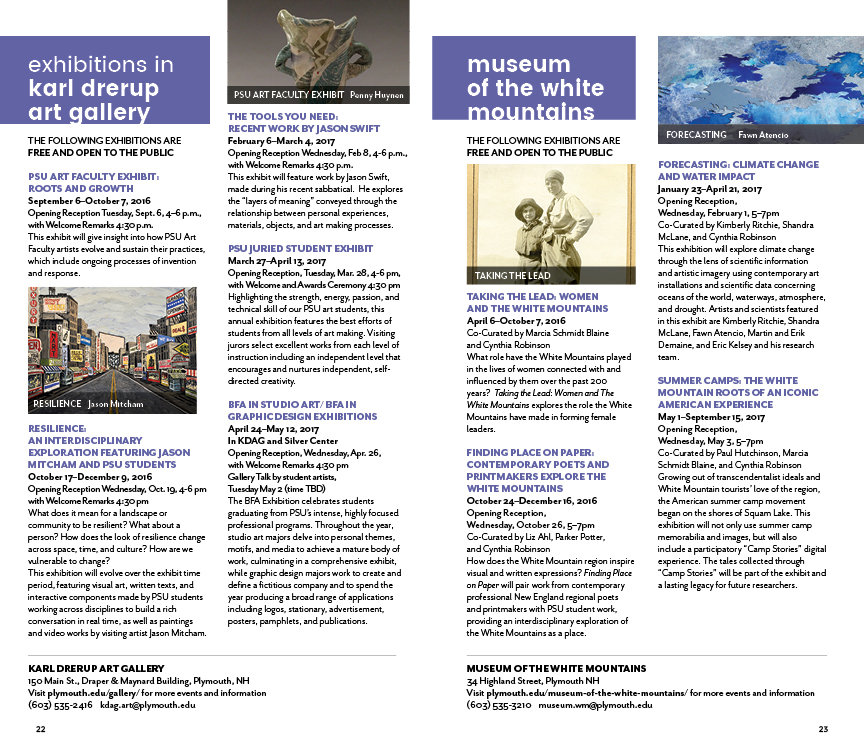 exhibitions in
karl drerup
art gallery
THE FOLLOWING EXHIBITIONS ARE
FREE AND OPEN TO THE PUBLIC
PSU ART FACULTY EXHIBIT:
ROOTS AND GROWTH
September 6–October 7, 2016
Opening Reception Tuesday, Sept. 6, 4–6 p.m.,
with Welcome Remarks 4:30 p.m.
This exhibit will give insight into how PSU Art
Faculty artists evolve and sustain their practices,
which include ongoing processes of invention
and response.
RESILIENCE Jason Mitcham
RESILIENCE:
AN INTERDISCIPLINARY
EXPLORATION FEATURING JASON
MITCHAM AND PSU STUDENTS
October 17–December 9, 2016
Opening Reception Wednesday, Oct. 19, 4-6 pm
with Welcome Remarks 4:30 pm
What does it mean for a landscape or
community to be resilient? What about a
person? How does the look of resilience change
across space, time, and culture? How are we
vulnerable to change?
This exhibition will evolve over the exhibit time
period, featuring visual art, written texts, and
interactive components made by PSU students
working across disciplines to build a rich
conversation in real time, as well as paintings
and video works by visiting artist Jason Mitcham.
PSU ART FACULTY EXHIBIT Penny Huynen
THE TOOLS YOU NEED:
RECENT WORK BY JASON SWIFT
February 6–March 4, 2017
Opening Reception Wednesday, Feb 8, 4-6 p.m.,
with Welcome Remarks 4:30 p.m.
This exhibit will feature work by Jason Swift,
made during his recent sabbatical. He explores
the “layers of meaning” conveyed through the
relationship between personal experiences,
materials, objects, and art making processes.
PSU JURIED STUDENT EXHIBIT
March 27–April 13, 2017
Opening Reception, Tuesday, Mar. 28, 4-6 pm,
with Welcome and Awards Ceremony 4:30 pm
Highlighting the strength, energy, passion, and
technical skill of our PSU art students, this
annual exhibition features the best efforts of
students from all levels of art making. Visiting
jurors select excellent works from each level of
instruction including an independent level that
encourages and nurtures independent, self-
directed creativity.
BFA IN STUDIO ART/ BFA IN
GRAPHIC DESIGN EXHIBITIONS
April 24–May 12, 2017
In KDAG and Silver Center
Opening Reception, Wednesday, Apr. 26,
with Welcome Remarks 4:30 pm
Gallery Talk by student artists,
Tuesday May 2 (time TBD)
The BFA Exhibition celebrates students
graduating from PSU’s intense, highly focused
professional programs. Throughout the year,
studio art majors delve into personal themes,
motifs, and media to achieve a mature body of
work, culminating in a comprehensive exhibit,
while graphic design majors work to create and
define a fictitious company and to spend the
year producing a broad range of applications
including logos, stationary, advertisement,
posters, pamphlets, and publications.
KARL DRERUP ART GALLERY
150 Main St., Draper & Maynard Building, Plymouth, NH
Visit plymouth.edu/gallery/ for more events and information
(603) 535-2416 kdag.art@plymouth.edu
22
museum
of the white
mountains
THE FOLLOWING EXHIBITIONS ARE
FREE AND OPEN TO THE PUBLIC
TAKING THE LEAD
TAKING THE LEAD: WOMEN
AND THE WHITE MOUNTAINS
April 6–October 7, 2016
Co-Curated by Marcia Schmidt Blaine
and Cynthia Robinson
What role have the White Mountains played
in the lives of women connected with and
influenced by them over the past 200
years? Taking the Lead: Women and The
White Mountains explores the role the White
Mountains have made in forming female
leaders.
FINDING PLACE ON PAPER:
CONTEMPORARY POETS AND
PRINTMAKERS EXPLORE THE
WHITE MOUNTAINS
October 24–December 16, 2016
Opening Reception,
Wednesday, October 26, 5–7pm
Co-Curated by Liz Ahl, Parker Potter,
and Cynthia Robinson
How does the White Mountain region inspire
visual and written expressions? Finding Place
on Paper will pair work from contemporary
professional New England regional poets
and printmakers with PSU student work,
providing an interdisciplinary exploration of
the White Mountains as a place.
FORECASTING Fawn Atencio
FORECASTING: CLIMATE CHANGE
AND WATER IMPACT
January 23–April 21, 2017
Opening Reception,
Wednesday, February 1, 5–7pm
Co-Curated by Kimberly Ritchie, Shandra
McLane, and Cynthia Robinson
This exhibition will explore climate change
through the lens of scientific information
and artistic imagery using contemporary art
installations and scientific data concerning
oceans of the world, waterways, atmosphere,
and drought. Artists and scientists featured
in this exhibit are Kimberly Ritchie, Shandra
McLane, Fawn Atencio, Martin and Erik
Demaine, and Eric Kelsey and his research
team.
SUMMER CAMPS: THE WHITE
MOUNTAIN ROOTS OF AN ICONIC
AMERICAN EXPERIENCE
May 1–September 15, 2017
Opening Reception,
Wednesday, May 3, 5–7pm
Co-Curated by Paul Hutchinson, Marcia
Schmidt Blaine, and Cynthia Robinson
Growing out of transcendentalist ideals and
White Mountain tourists’ love of the region,
the American summer camp movement
began on the shores of Squam Lake. This
exhibition will not only use summer camp
memorabilia and images, but will also
include a participatory “Camp Stories” digital
experience. The tales collected through
“Camp Stories” will be part of the exhibit and
a lasting legacy for future researchers.
MUSEUM OF THE WHITE MOUNTAINS
34 Highland Street, Plymouth NH
Visit plymouth.edu/museum-of-the-white-mountains/ for more events and information
(603) 535-3210 museum.wm@plymouth.edu
23